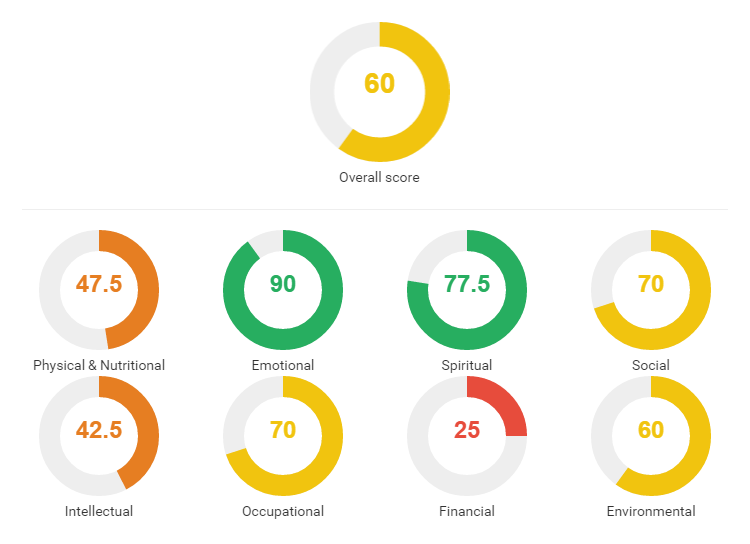 60
Overall score
47.5
90
77.5
70
Physical & Nutritional
Emotional
Spiritual
Social
42.5
70
25
60
Intellectual
Occupational
Financial
Environmental